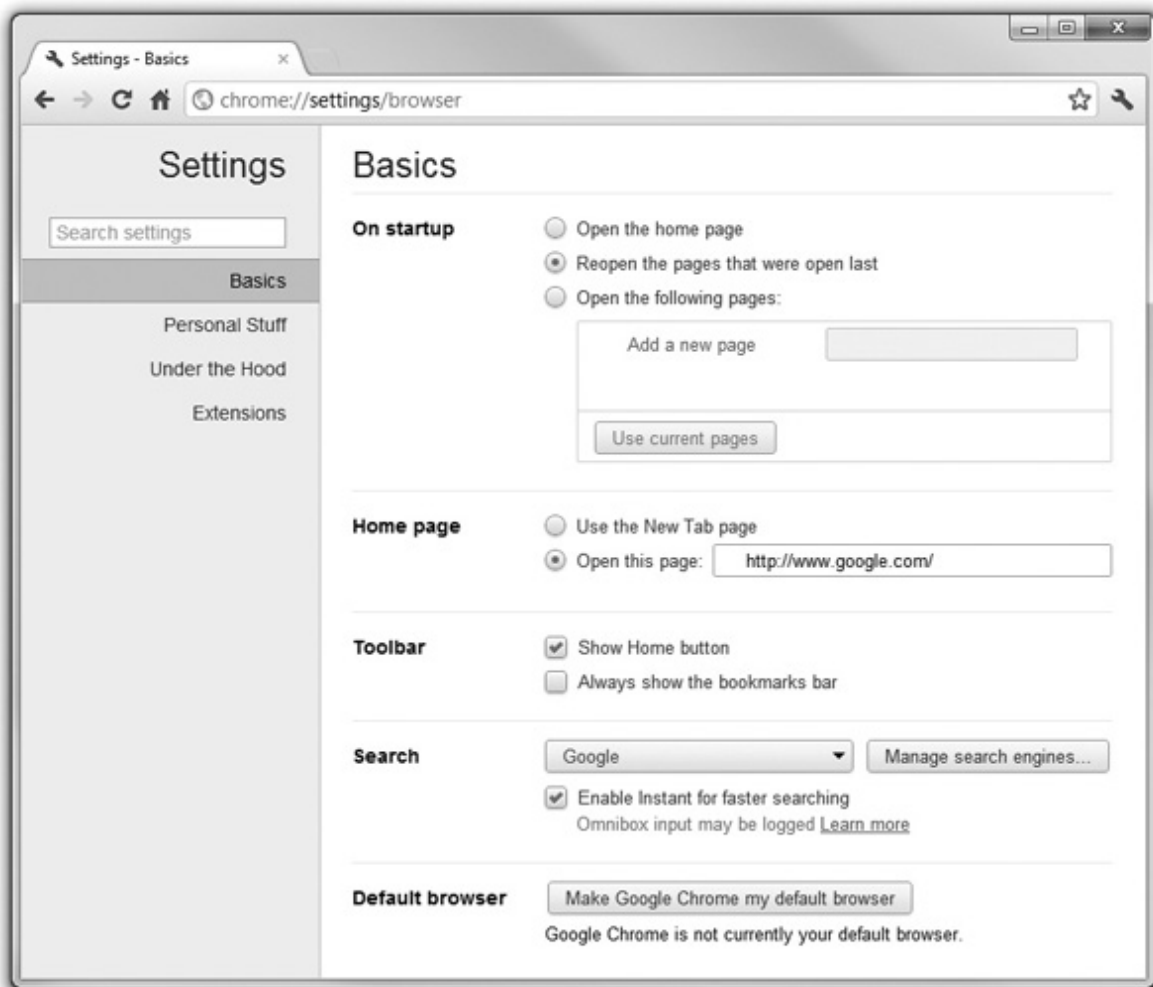 Settings - Basics
chrome://settings/browser
Settings
Search settings
Basics
Personal Stuff
Under the Hood
Extensions
Basics
On startup
Open the home page
Reopen the pages that were open last
Open the following pages:
Add a new page
Use current pages
Home page
Use the New Tab page
Open this page: http://www.google.com/
Toolbar
Show Home button
Always show the bookmarks bar
Search
Google
Manage search engines...
Enable Instant for faster searching
Omnibox input may be logged Learn more
Default browser
Make Google Chrome my default browser
Google Chrome is not currently your default browser.